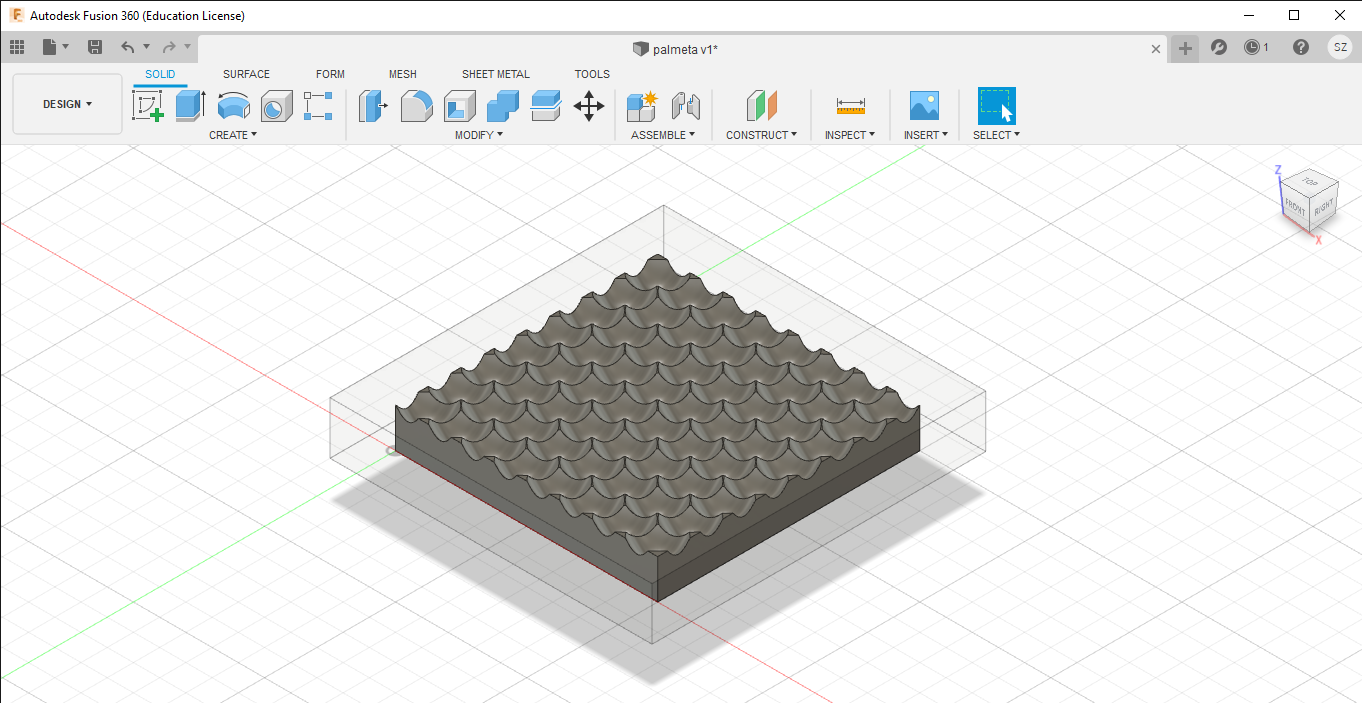 Autodesk Fusion 360 (Education License)
palmeta v1*
1
SZ
SOLID SURFACE FORM MESH SHEET METAL TOOLS
DESIGN
CREATE MODIFY ASSEMBLE CONSTRUCT INSPECT INSERT SELECT
Z
TOP
FRONT RIGHT
X